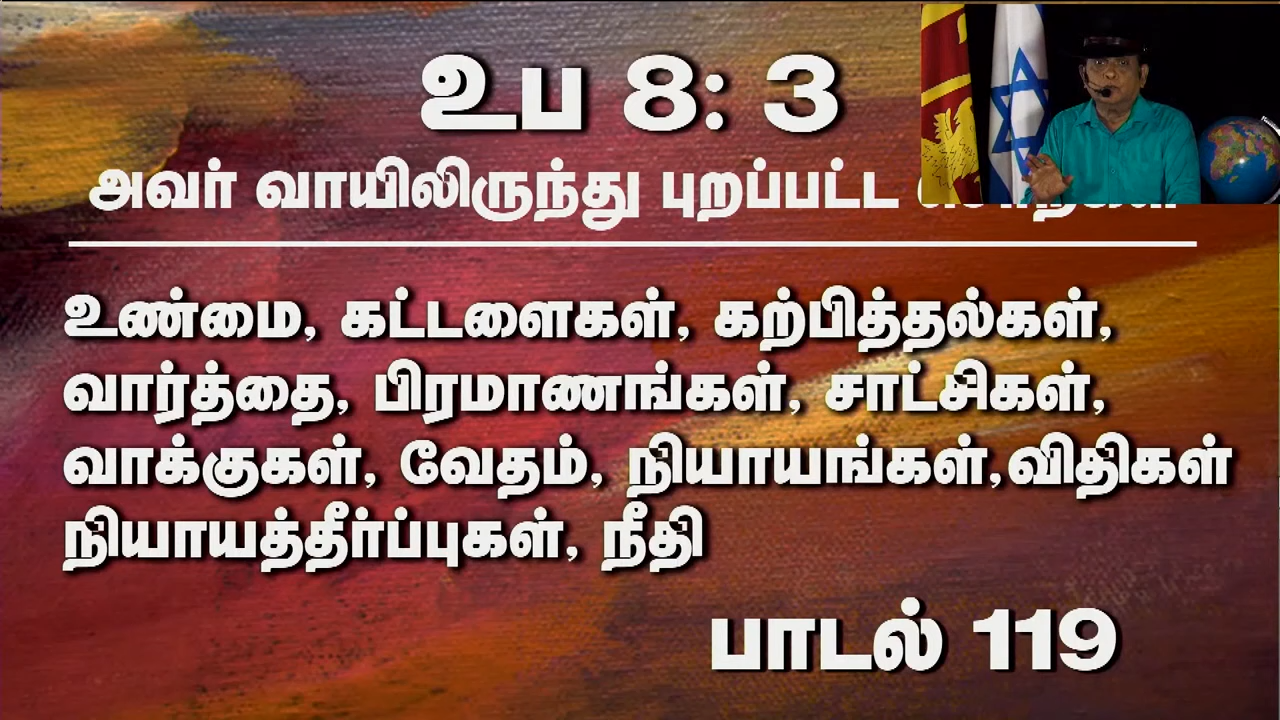 உப 8: 3
அவர் வாயிலிருந்து புறப்பட்ட
உண்மை, கட்டளைகள், கற்பித்தல்கள்,
வார்த்தை, பிரமாணங்கள், சாட்சிகள்,
வாக்குகள், வேதம், நியாயங்கள்,விதிகள்
நியாயத்தீர்ப்புகள், நீதி
பாடல் 119